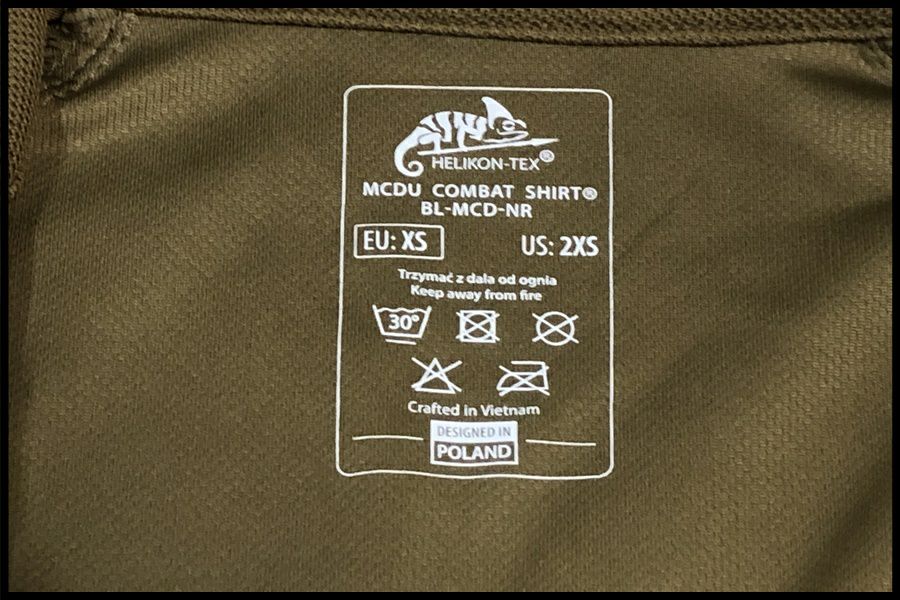 HELIKON-TEX®
MCDU COMBAT SHIRT®
BL-MCD-NR
EU: XS US: 2XS
Trzymać z dala od ognia
Keep away from fire
30°
Crafted in Vietnam
DESIGNED IN
POLAND